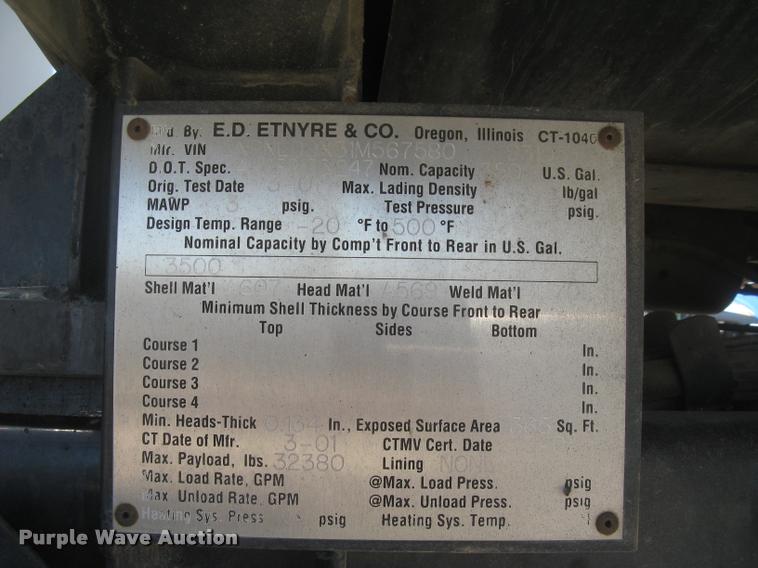 By: E.D. ETNYRE & CO. Oregon, Illinois CT-1040
Mfr. VIN
D.O.T. Spec. Nom. Capacity U.S. Gal.
Orig. Test Date Max. Lading Density lb/gal
MAWP 3 psig. Test Pressure psig.
Design Temp. Range -20 °F to 500 °F
Nominal Capacity by Comp't Front to Rear in U.S. Gal.
3500
Shell Mat'l Head Mat'l Weld Mat'l
Minimum Shell Thickness by Course Front to Rear
Top Sides Bottom
Course 1 In.
Course 2 In.
Course 3 In.
Course 4 In.
Min. Heads-Thick 0.134 In., Exposed Surface Area Sq. Ft.
CT Date of Mfr. 3-01 CTMV Cert. Date
Max. Payload, lbs. 32380 Lining NONE
Max. Load Rate, GPM @Max. Load Press. psig
Max. Unload Rate, GPM @Max. Unload Press. psig
Heating Sys. Press psig Heating Sys. Temp.
Purple Wave Auction